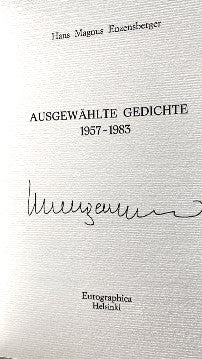 Hans Magnus Enzensberger
AUSGEWÄHLTE GEDICHTE
1957–1983
Eurographica
Helsinki